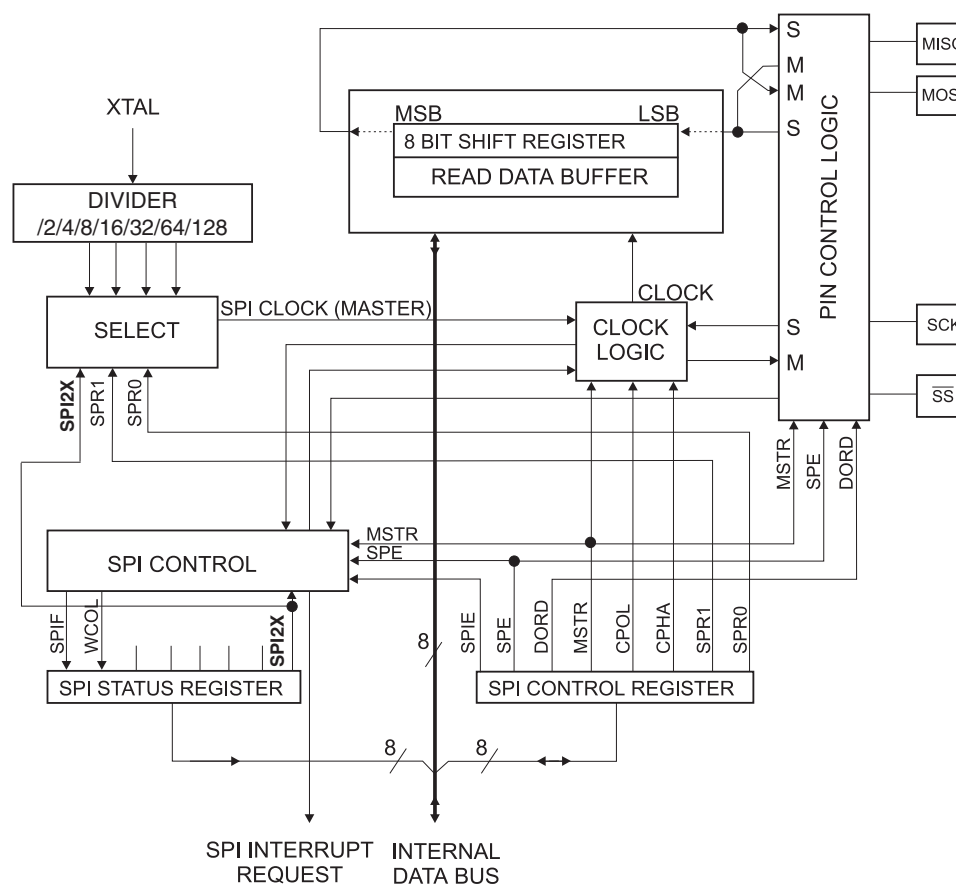 S
MISO
M
XTAL
MSB
LSB
M
MOSI
8 BIT SHIFT REGISTER
S
READ DATA BUFFER
DIVIDER
/2/4/8/16/32/64/128
PIN CONTROL LOGIC
SPI CLOCK (MASTER)
CLOCK
SELECT
CLOCK
LOGIC
S
SCK
M
SPI2X
SPR1
SPR0
SS
MSTR
SPE
DORD
SPI CONTROL
MSTR
SPE
SPIF
WCOL
SPI2X
8
SPIE
SPE
DORD
MSTR
CPOL
CPHA
SPR1
SPR0
SPI STATUS REGISTER
SPI CONTROL REGISTER
8
8
SPI INTERRUPT
REQUEST
INTERNAL
DATA BUS